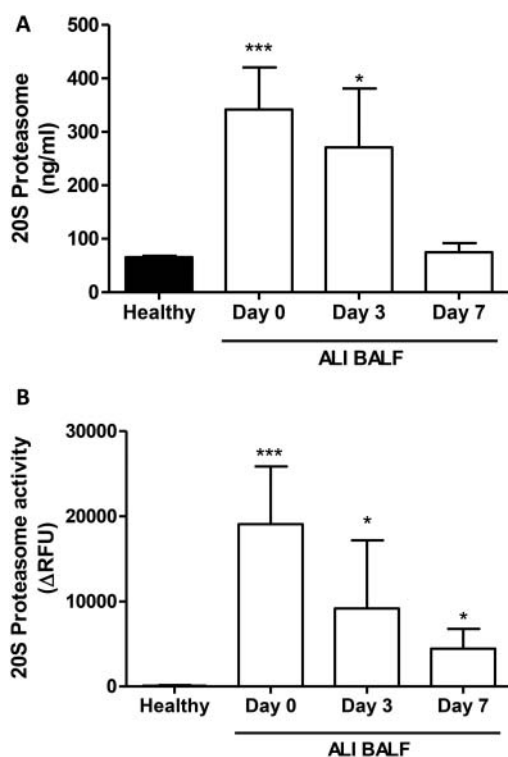 A
20S Proteasome
(ng/ml)
500
400
300
200
100
0
***
*
Healthy Day 0 Day 3 Day 7
ALI BALF
B
20S Proteasome activity
(ΔRFU)
30000
20000
10000
0
***
*
*
Healthy Day 0 Day 3 Day 7
ALI BALF